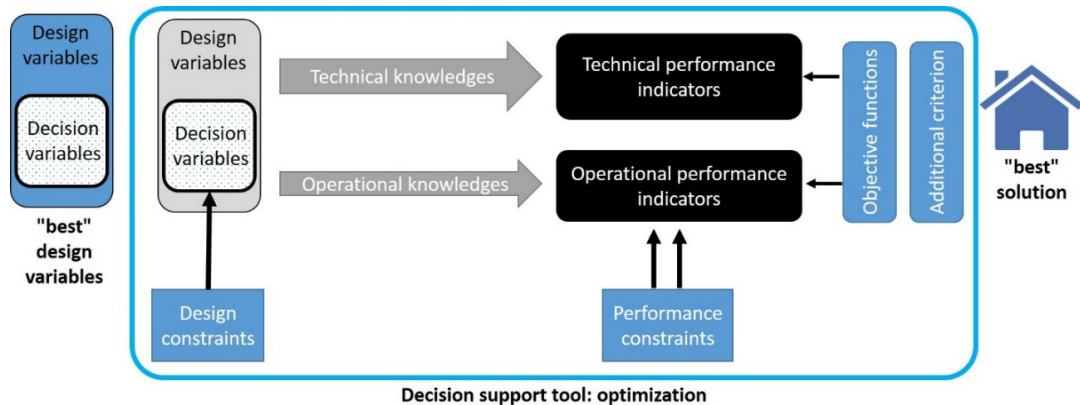 Design
variables
Decision
variables
"best"
design
variables
Design
variables
Decision
variables
Design
constraints
Technical knowledges
Operational knowledges
Technical performance
indicators
Operational performance
indicators
Performance
constraints
Objective functions
Additional criterion
"best"
solution
Decision support tool: optimization